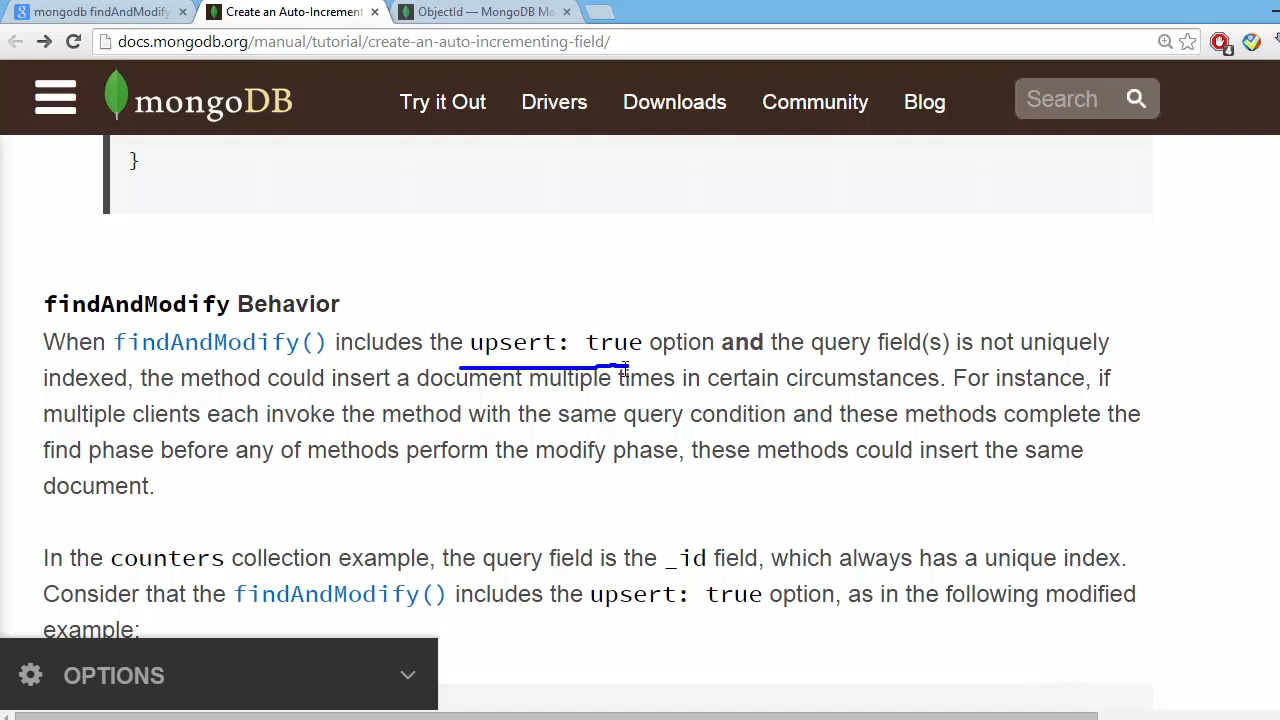 mongodb findAndModify
Create an Auto-Increment
ObjectId — MongoDB Ma
docs.mongodb.org/manual/tutorial/create-an-auto-incrementing-field/
4
mongoDB
Try it Out
Drivers
Downloads
Community
Blog
Search
}
findAndModify Behavior
When findAndModify() includes the upsert: true option and the query field(s) is not uniquely
indexed, the method could insert a document multiple times in certain circumstances. For instance, if
multiple clients each invoke the method with the same query condition and these methods complete the
find phase before any of methods perform the modify phase, these methods could insert the same
document.
In the counters collection example, the query field is the _id field, which always has a unique index.
Consider that the findAndModify() includes the upsert: true option, as in the following modified
example:
OPTIONS